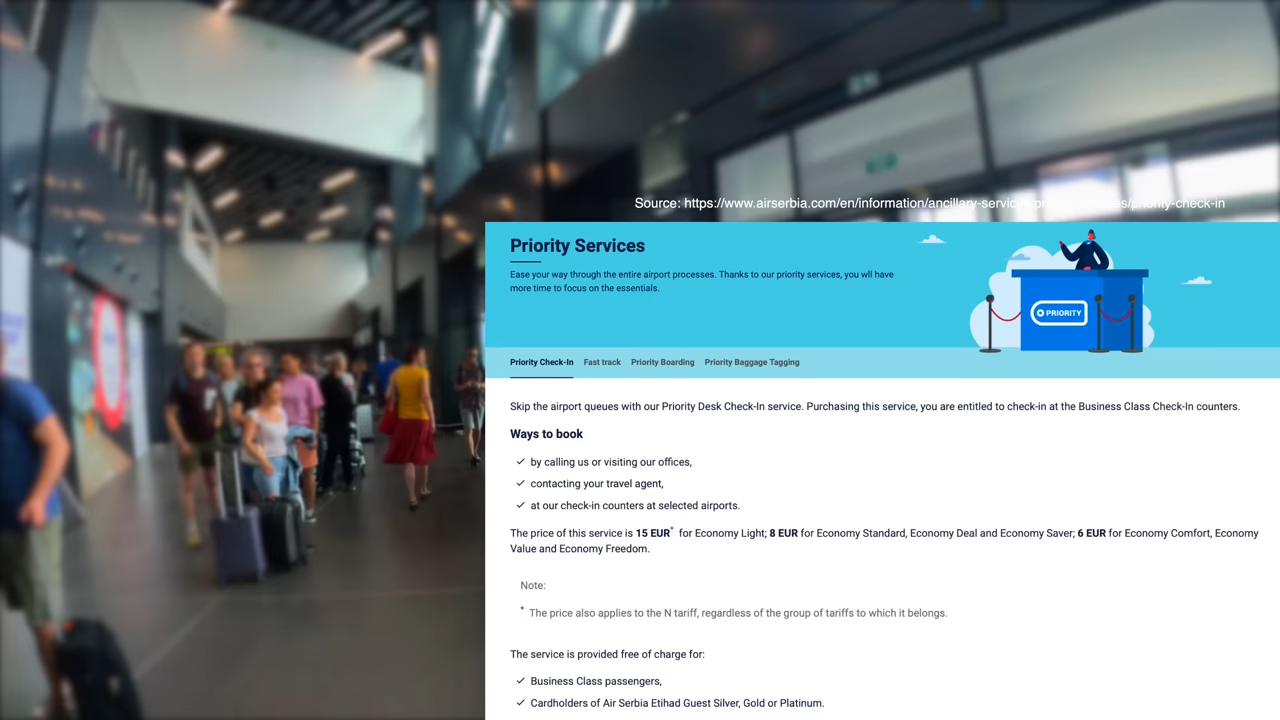 Source: https://www.airserbia.com/en/information/ancillary-services/priority-services/priority-check-in
Priority Services
Ease your way through the entire airport processes. Thanks to our priority services, you wll have
more time to focus on the essentials.
PRIORITY
Priority Check-In Fast track Priority Boarding Priority Baggage Tagging
Skip the airport queues with our Priority Desk Check-In service. Purchasing this service, you are entitled to check-in at the Business Class Check-In counters.
Ways to book
✓ by calling us or visiting our offices,
✓ contacting your travel agent,
✓ at our check-in counters at selected airports.
The price of this service is 15 EUR* for Economy Light; 8 EUR for Economy Standard, Economy Deal and Economy Saver; 6 EUR for Economy Comfort, Economy
Value and Economy Freedom.
Note:
* The price also applies to the N tariff, regardless of the group of tariffs to which it belongs.
The service is provided free of charge for:
✓ Business Class passengers,
✓ Cardholders of Air Serbia Etihad Guest Silver, Gold or Platinum.